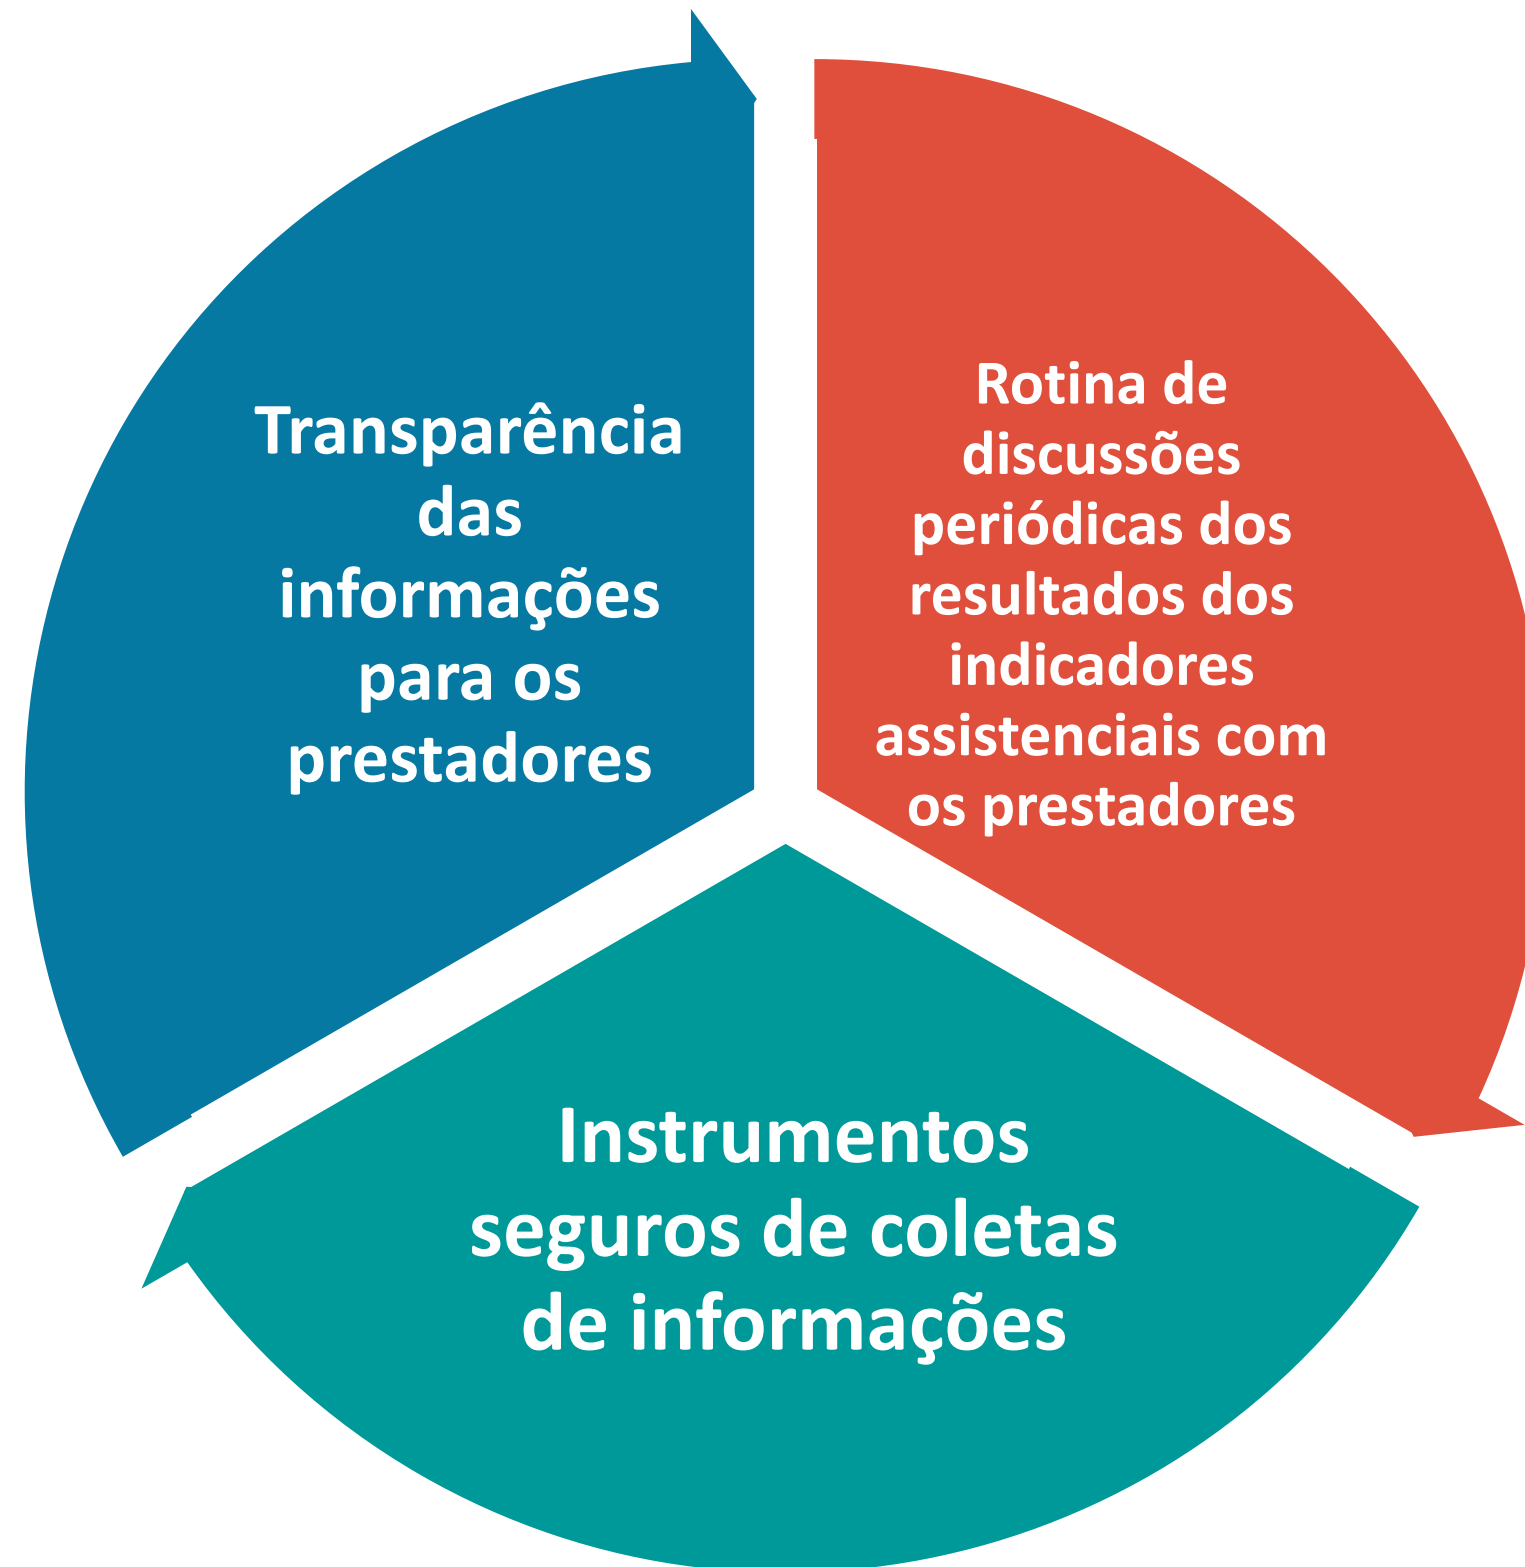 Transparência
das
informações
para os
prestadores
Rotina de
discussões
periódicas dos
resultados dos
indicadores
assistenciais com
os prestadores
Instrumentos
seguros de coletas
de informações